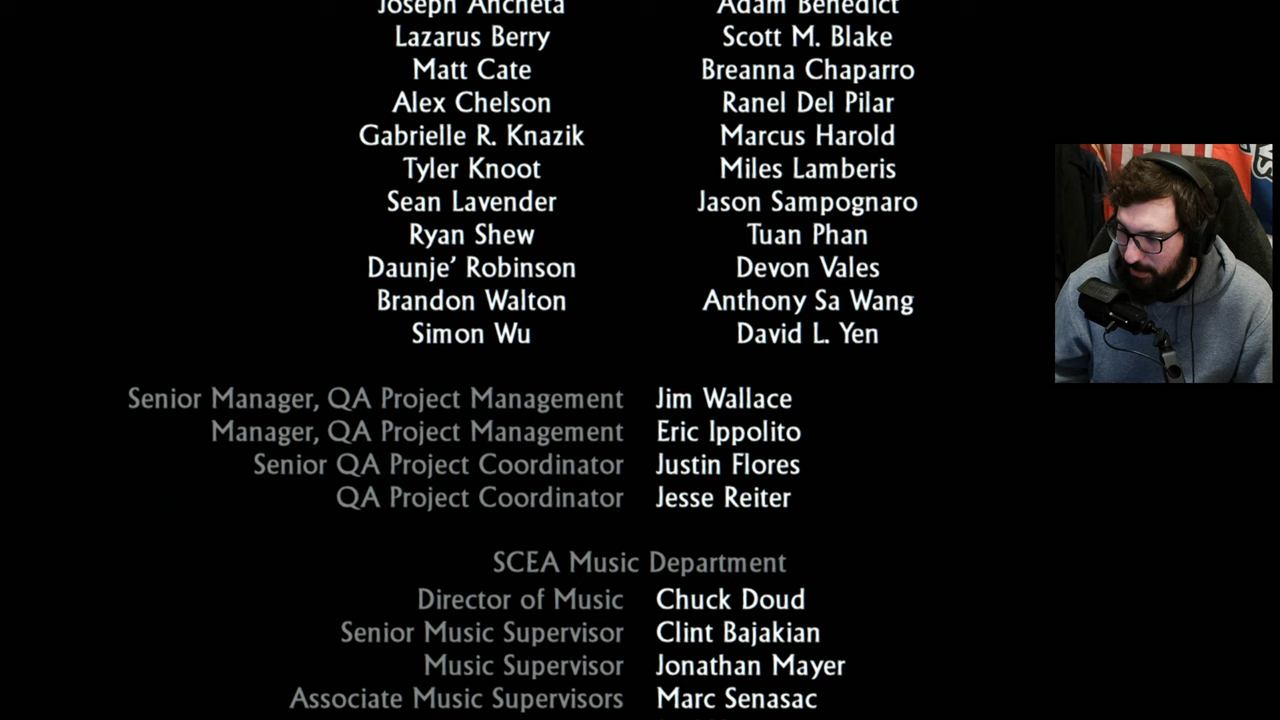 Joseph Ancheta Adam Benedict
Lazarus Berry Scott M. Blake
Matt Cate Breanna Chaparro
Alex Chelson Ranel Del Pilar
Gabrielle R. Knazik Marcus Harold
Tyler Knoot Miles Lamberis
Sean Lavender Jason Sampognaro
Ryan Shew Tuan Phan
Daunje’ Robinson Devon Vales
Brandon Walton Anthony Sa Wang
Simon Wu David L. Yen
Senior Manager, QA Project Management Jim Wallace
Manager, QA Project Management Eric Ippolito
Senior QA Project Coordinator Justin Flores
QA Project Coordinator Jesse Reiter
SCEA Music Department
Director of Music Chuck Doud
Senior Music Supervisor Clint Bajakian
Music Supervisor Jonathan Mayer
Associate Music Supervisors Marc Senasac